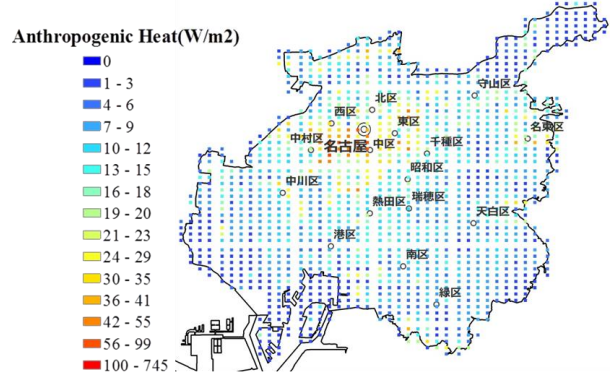 Anthropogenic Heat(W/m2)
0
1 - 3
4 - 6
7 - 9
10 - 12
13 - 15
16 - 18
19 - 20
21 - 23
24 - 29
30 - 35
36 - 41
42 - 55
56 - 99
100 - 745
守山区
北区
西区
東区
名東区
中村区
名古屋
中区
千種区
昭和区
中川区
熱田区
瑞穂区
天白区
港区
南区
緑区